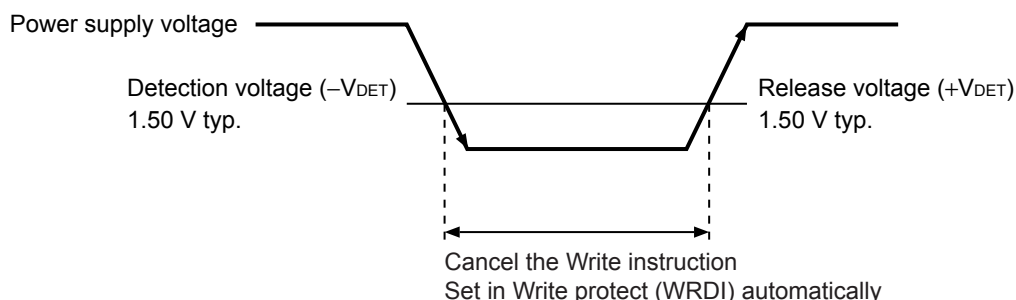 Power supply voltage
Detection voltage (−VDET)
1.50 V typ.
Release voltage (+VDET)
1.50 V typ.
Cancel the Write instruction
Set in Write protect (WRDI) automatically